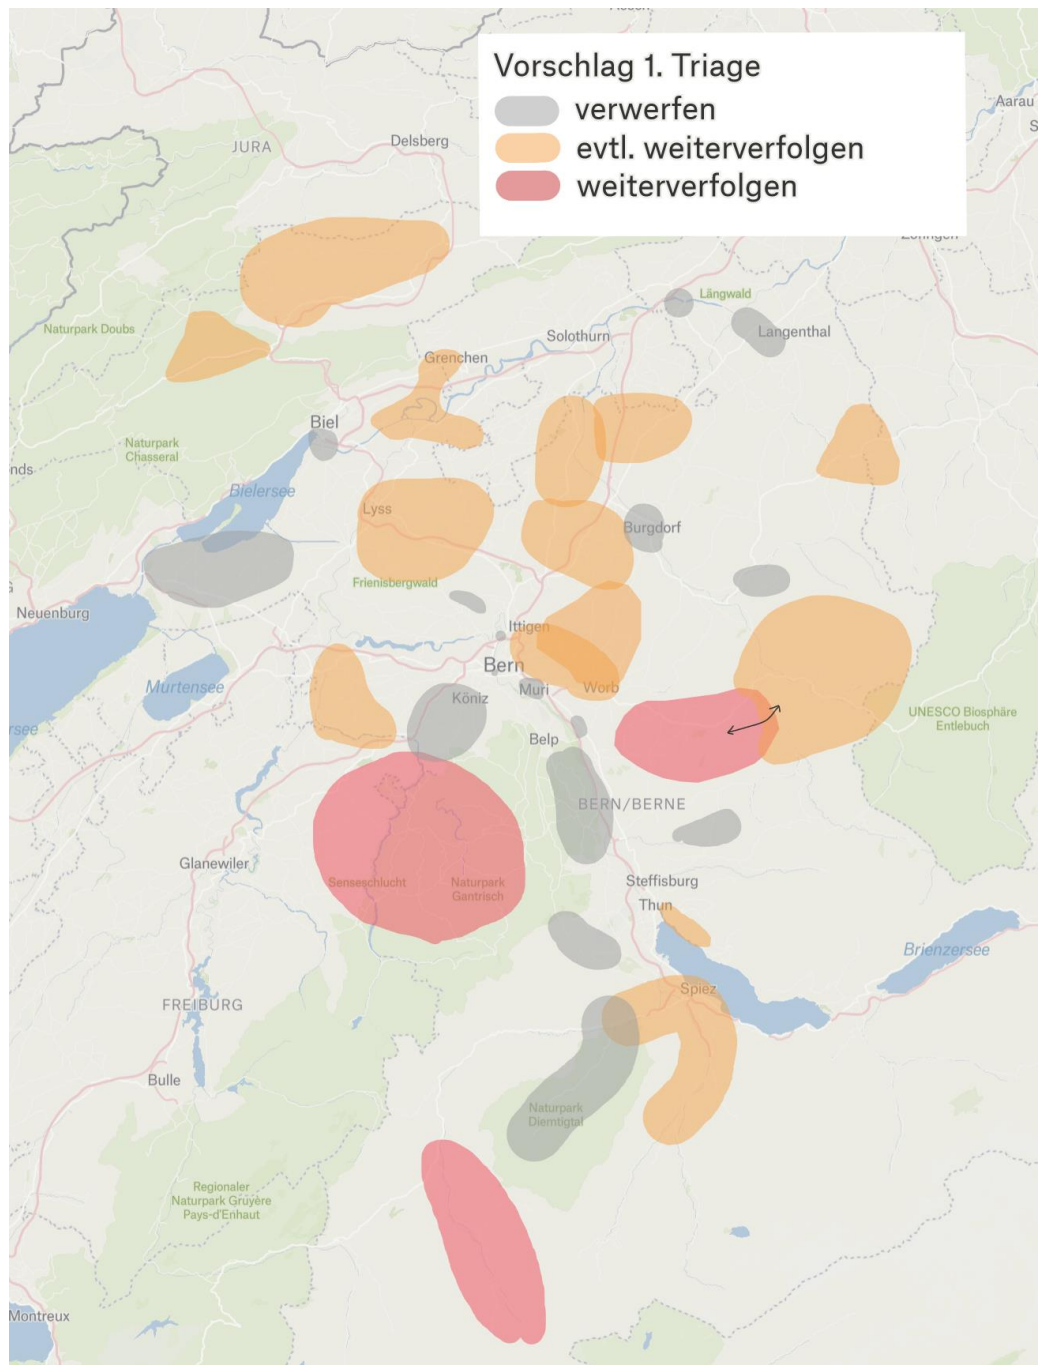 Vorschlag 1. Triage
verwerfen
evtl. weiterverfolgen
weiterverfolgen
Aarau
JURA
Delsberg
Längwald
Naturpark Doubs
Solothurn
Langenthal
Grenchen
Biel
Naturpark
Chasseral
Bielersee
Lyss
Burgdorf
Frienisbergwald
Neuenburg
Ittigen
Bern
Murtensee
Köniz
Muri
Worb
UNESCO Biosphäre
Entlebuch
Belp
BERN/BERNE
Glanewiler
Senseschlucht
Naturpark
Gantrisch
Steffisburg
Thun
Brienzersee
Spiez
FREIBURG
Bulle
Naturpark
Diemtigtal
Regionaler
Naturpark Gruyère
Pays-d'Enhaut
Montreux